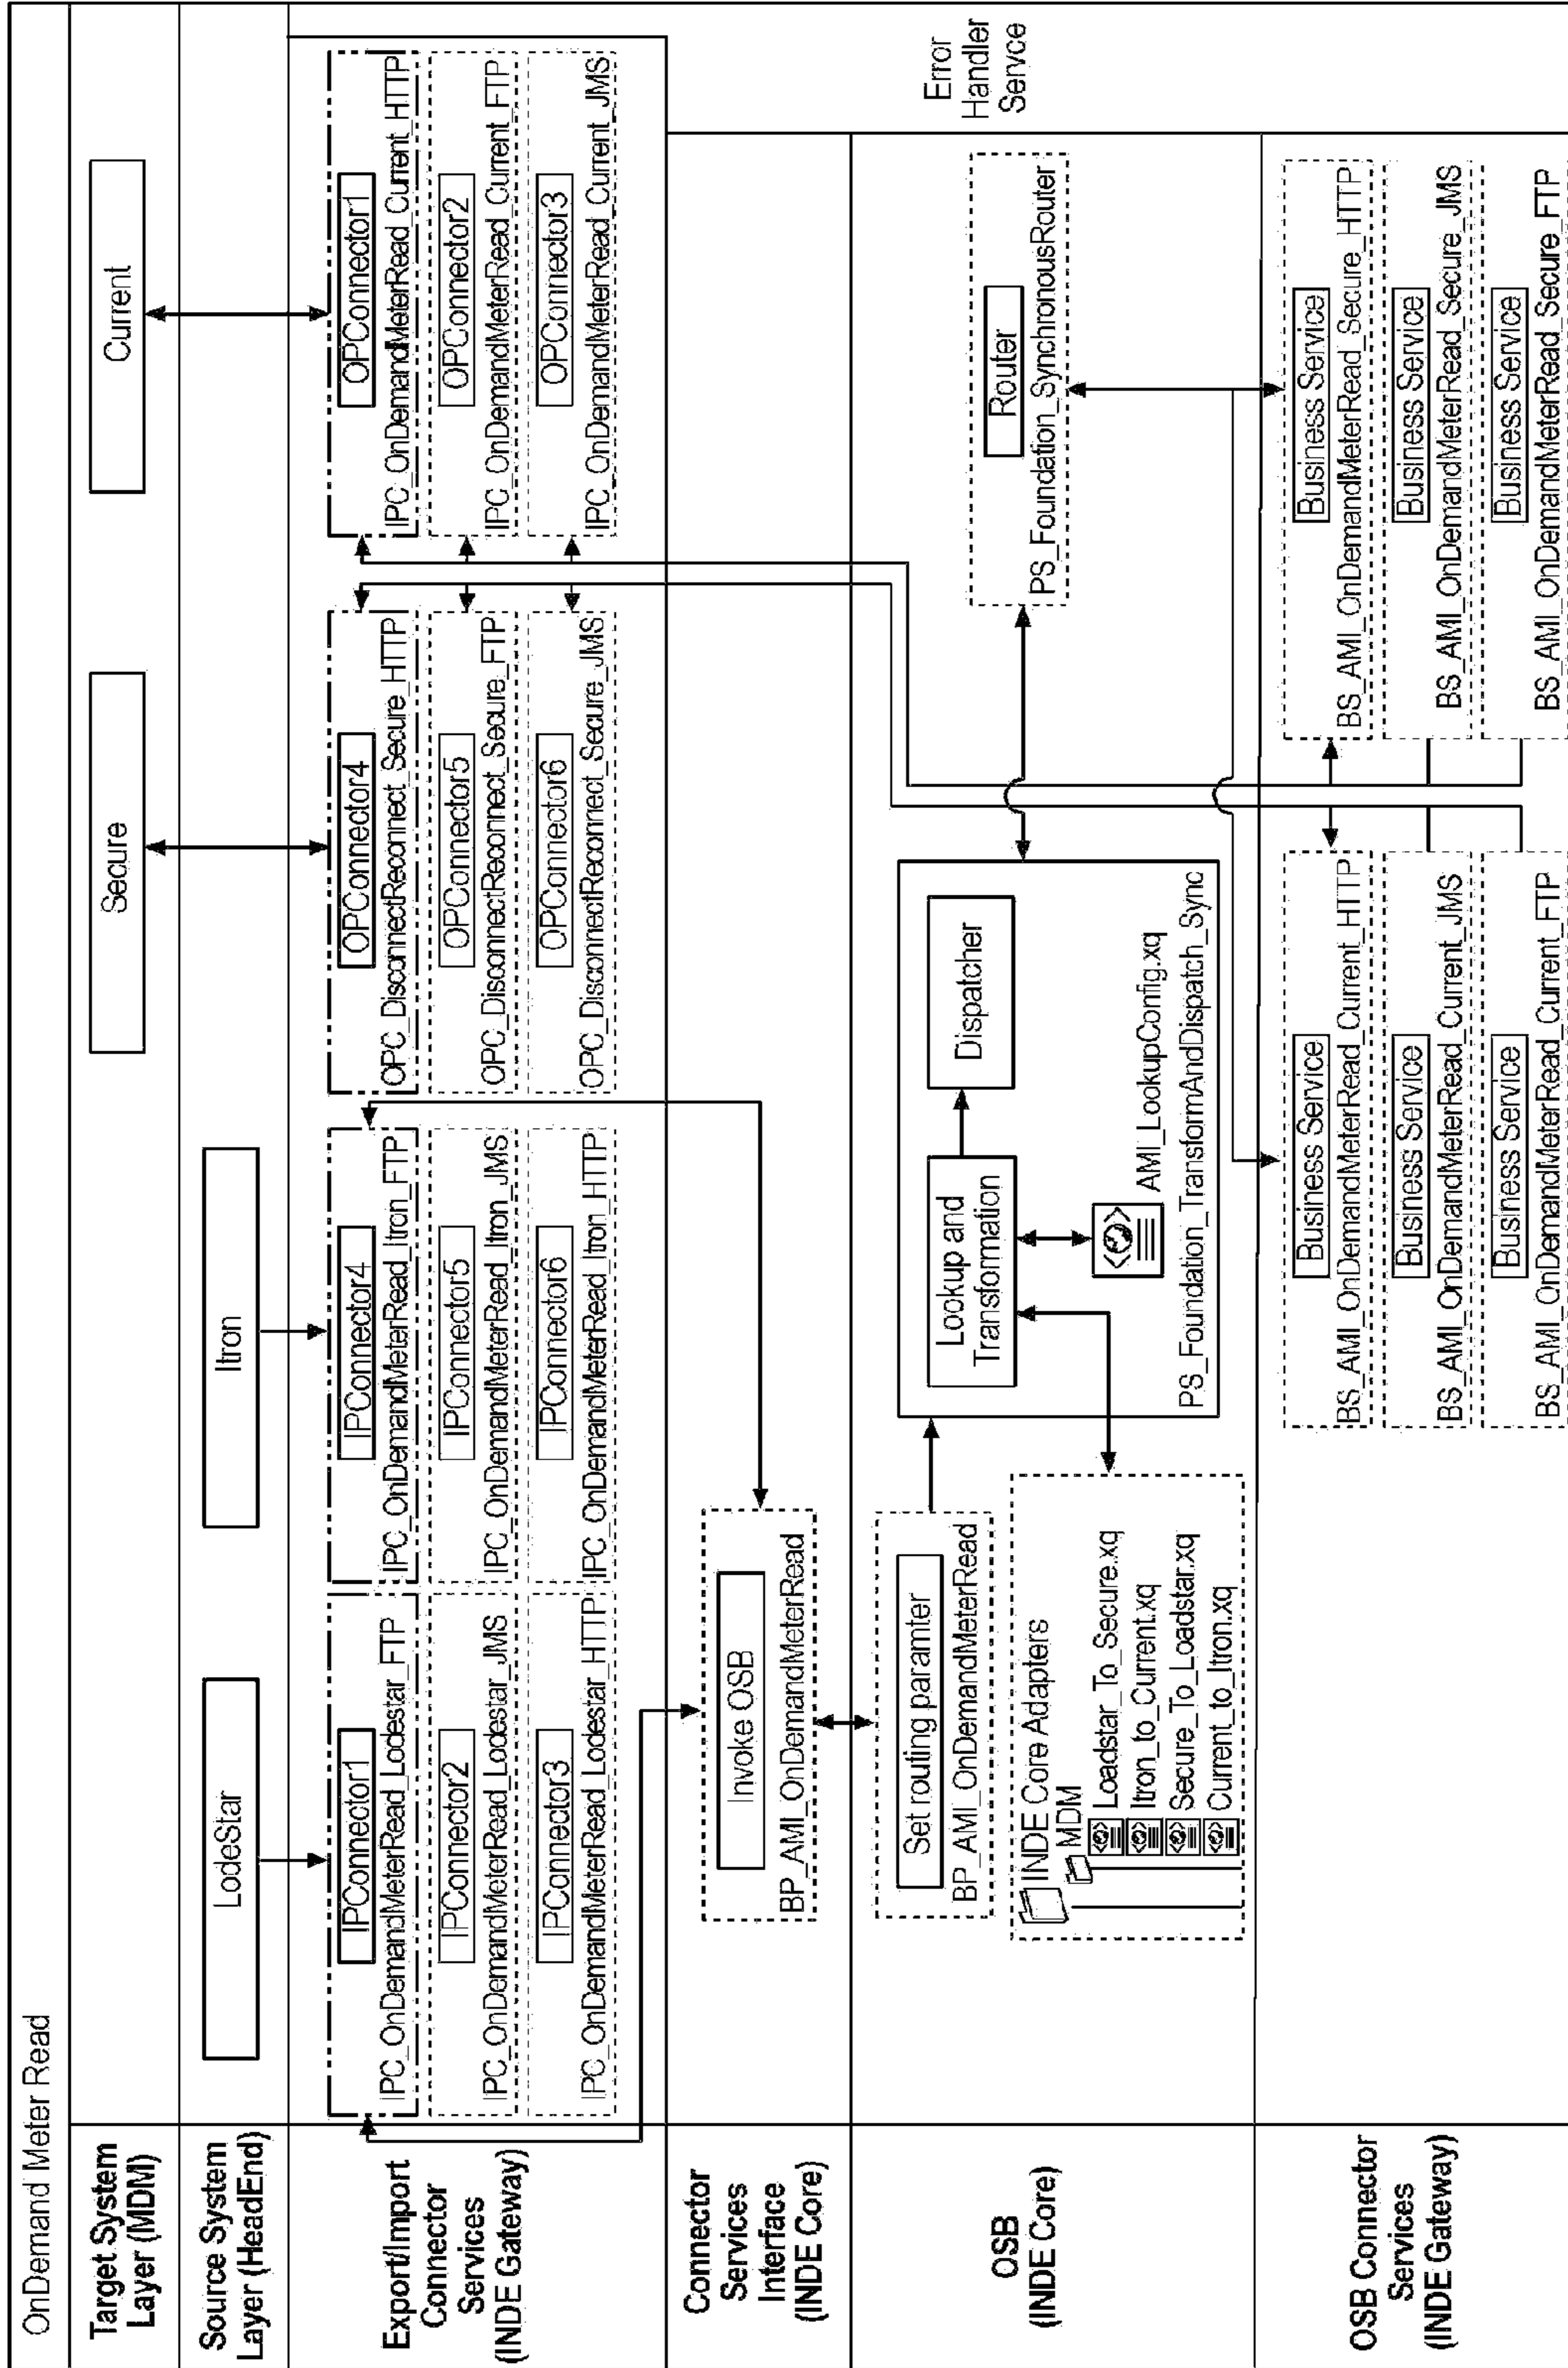 OnDemand Meter Read
Target System
Layer (MDM)
Secure
Current
Source System
Layer (HeadEnd)
LodeStar
Itron
Export/Import
Connector
Services
(INDE Gateway)
IPConnector1
IPC_OnDemandMeterRead_Lodestar_FTP
IPConnector2
IPC_OnDemandMeterRead_Lodestar_JMS
IPConnector3
IPC_OnDemandMeterRead_Lodestar_HTTP
IPConnector4
IPC_OnDemandMeterRead_Itron_FTP
IPConnector5
IPC_OnDemandMeterRead_Itron_JMS
IPConnector6
IPC_OnDemandMeterRead_Itron_HTTP
OPConnector4
OPC_DisconnectReconnect_Secure_HTTP
OPConnector5
OPC_DisconnectReconnect_Secure_FTP
OPConnector6
OPC_DisconnectReconnect_Secure_JMS
OPConnector1
IPC_OnDemandMeterRead_Current_HTTP
OPConnector2
IPC_OnDemandMeterRead_Current_FTP
OPConnector3
IPC_OnDemandMeterRead_Current_JMS
Connector
Services
Interface
(INDE Core)
Invoke OSB
BP_AMI_OnDemandMeterRead
Error
Handler
Servce
OSB
(INDE Core)
Set routing paramter
BP_AMI_OnDemandMeterRead
INDE Core Adapters
MDM
Loadstar_To_Secure.xq
Itron_to_Current.xq
Secure_To_Loadstar.xq
Current_to_Itron.xq
Lookup and
Transformation
Dispatcher
AMI_LookupConfig.xq
PS_Foundation_TransformAndDispatch_Sync
Router
PS_Foundation_SynchronousRouter
OSB Connector
Services
(INDE Gateway)
Business Service
BS_AMI_OnDemandMeterRead_Current_HTTP
Business Service
BS_AMI_OnDemandMeterRead_Current_JMS
Business Service
BS_AMI_OnDemandMeterRead_Current_FTP
Business Service
BS_AMI_OnDemandMeterRead_Secure_HTTP
Business Service
BS_AMI_OnDemandMeterRead_Secure_JMS
Business Service
BS_AMI_OnDemandMeterRead_Secure_FTP